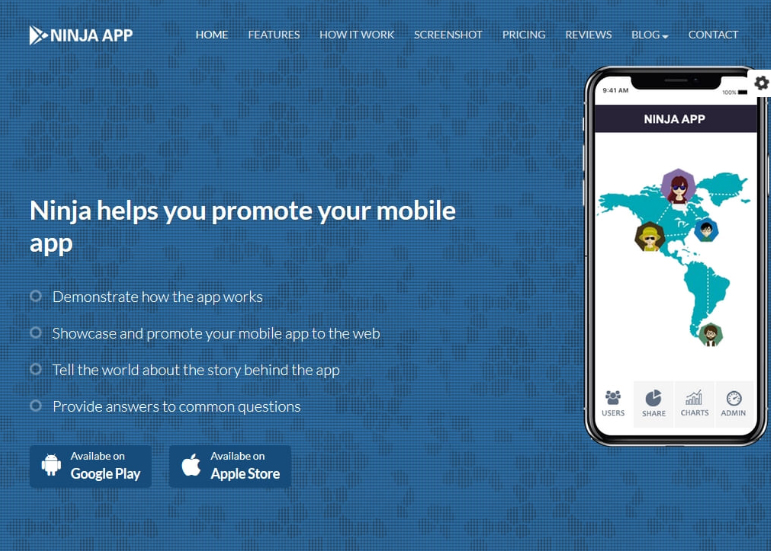 NINJA APP
HOME FEATURES HOW IT WORK SCREENSHOT PRICING REVIEWS BLOG CONTACT
9:41 AM 100%
NINJA APP
Ninja helps you promote your mobile
app
Demonstrate how the app works
Showcase and promote your mobile app to the web
Tell the world about the story behind the app
Provide answers to common questions
USERS SHARE CHARTS ADMIN
Availabe on
Google Play
Availabe on
Apple Store